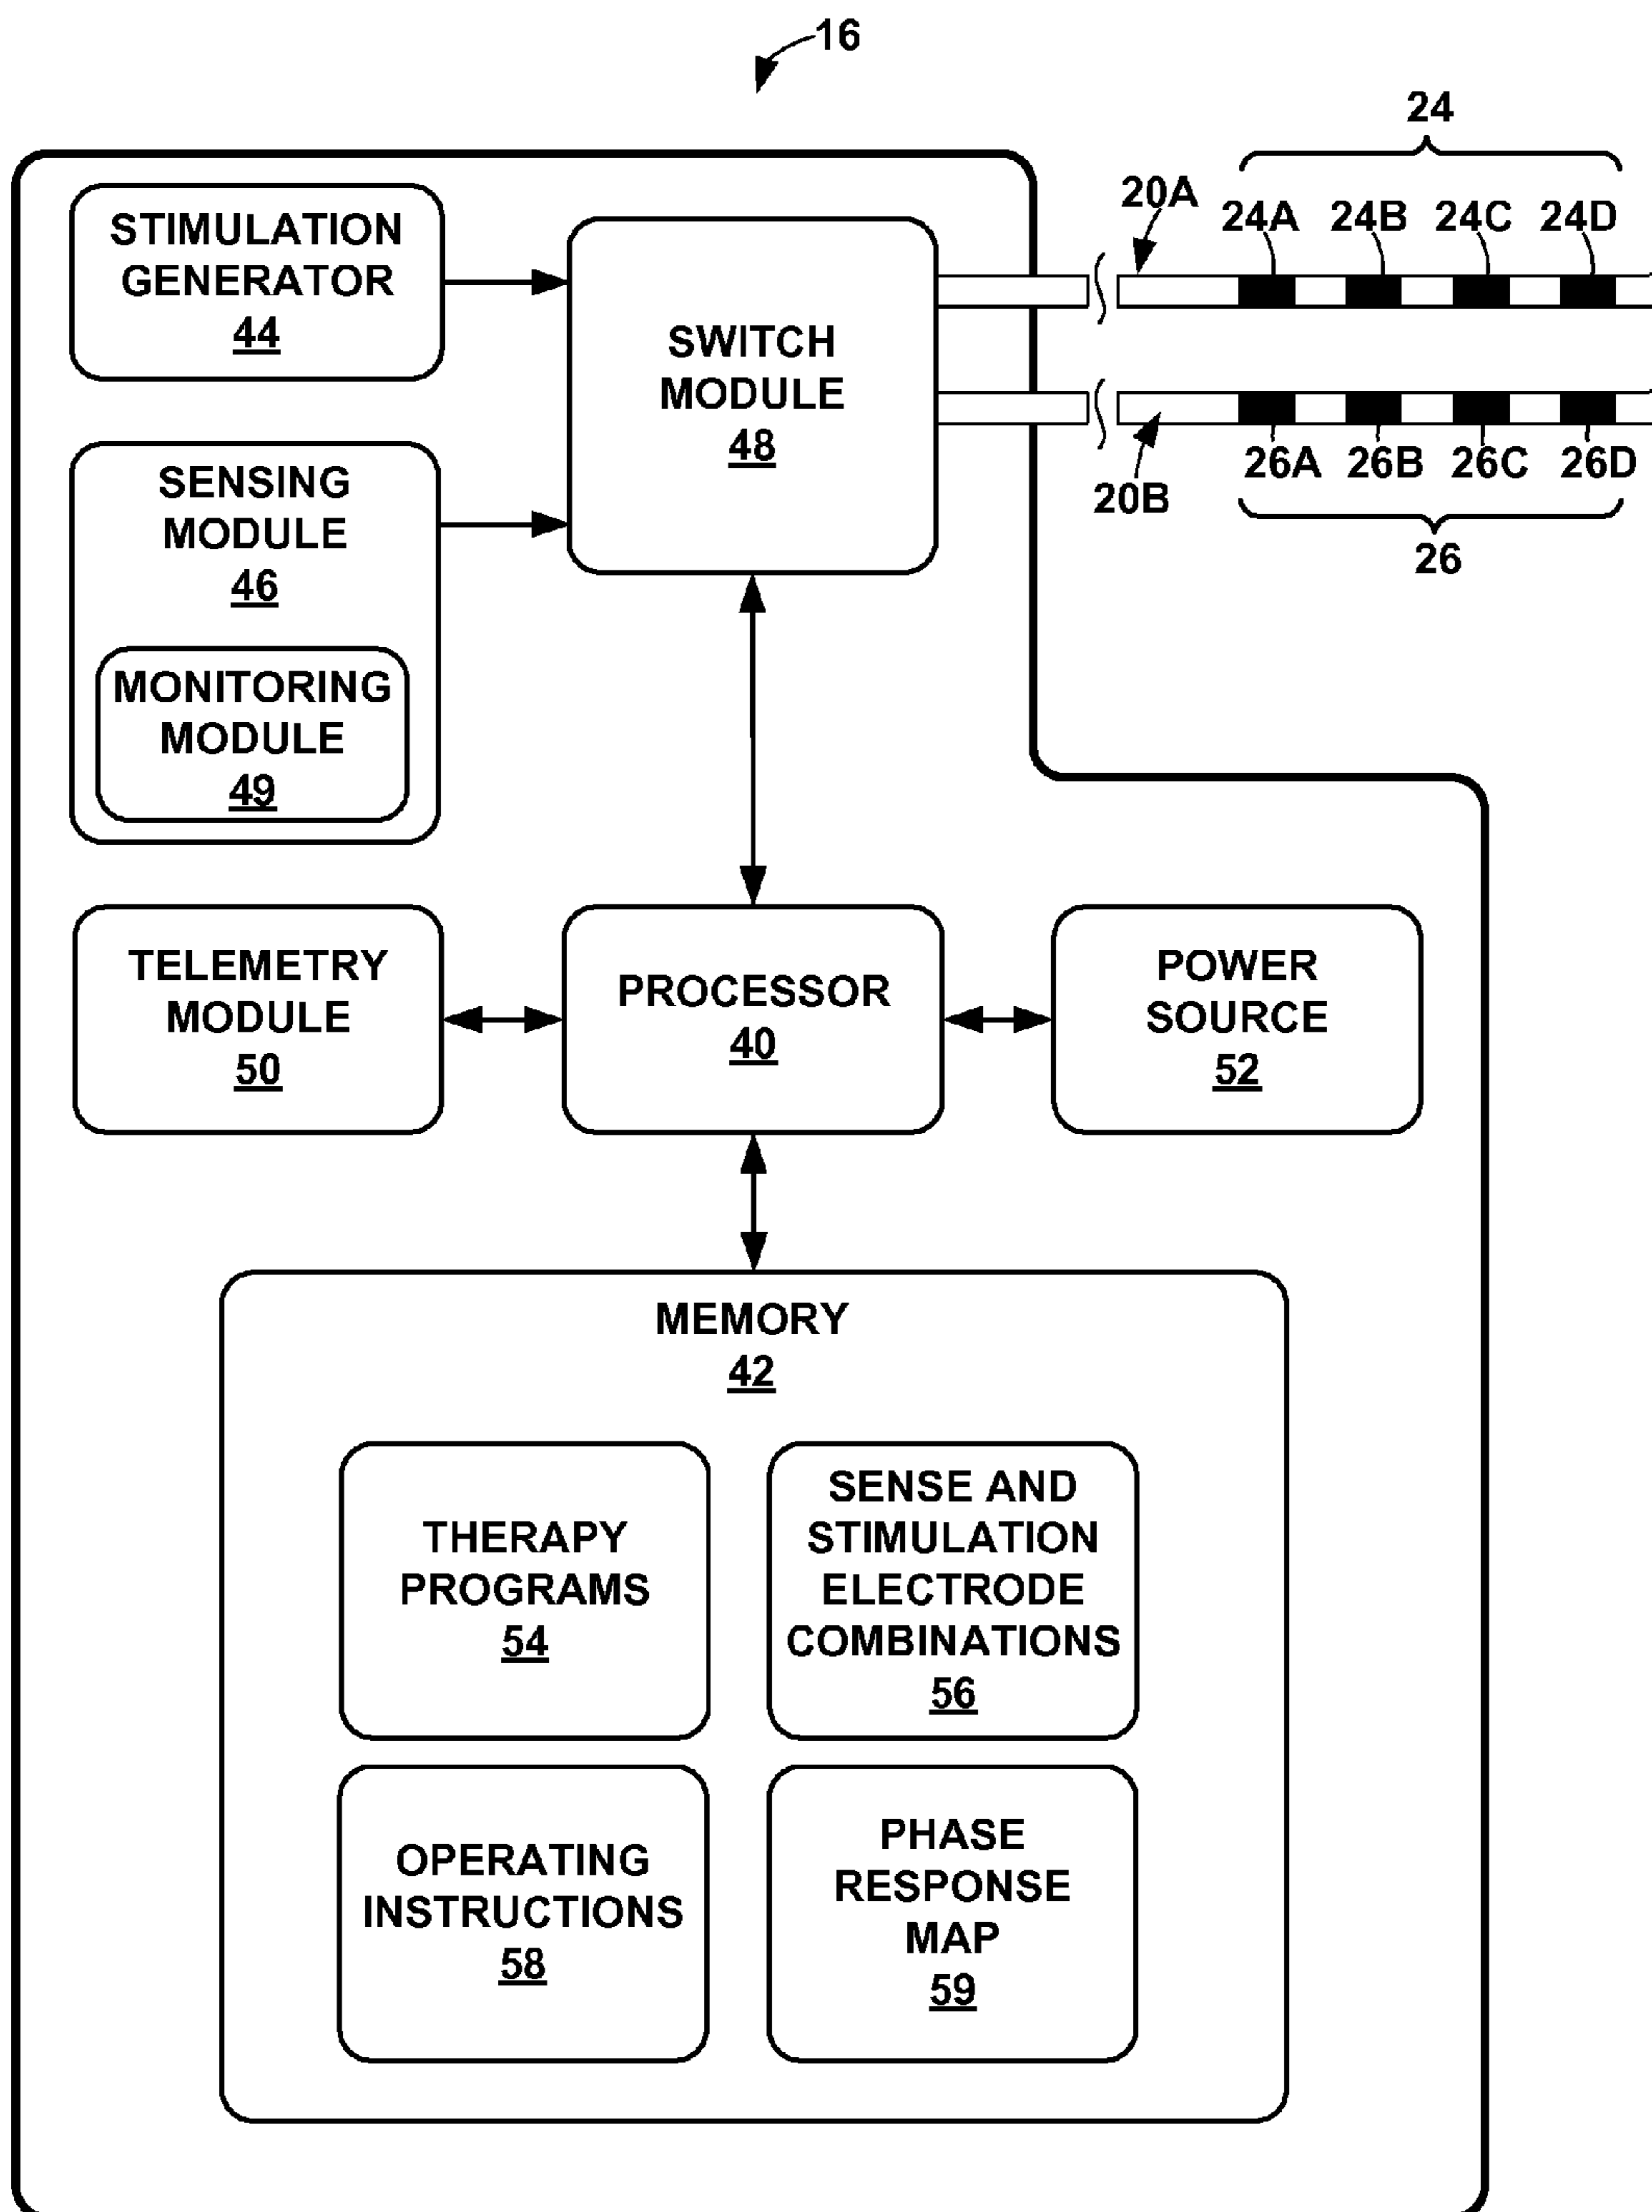 16
24
20A
24A 24B 24C 24D
STIMULATION
GENERATOR
44
SWITCH
MODULE
48
26A 26B 26C 26D
20B
26
SENSING
MODULE
46
MONITORING
MODULE
49
TELEMETRY
MODULE
50
PROCESSOR
40
POWER
SOURCE
52
MEMORY
42
THERAPY
PROGRAMS
54
SENSE AND
STIMULATION
ELECTRODE
COMBINATIONS
56
OPERATING
INSTRUCTIONS
58
PHASE
RESPONSE
MAP
59